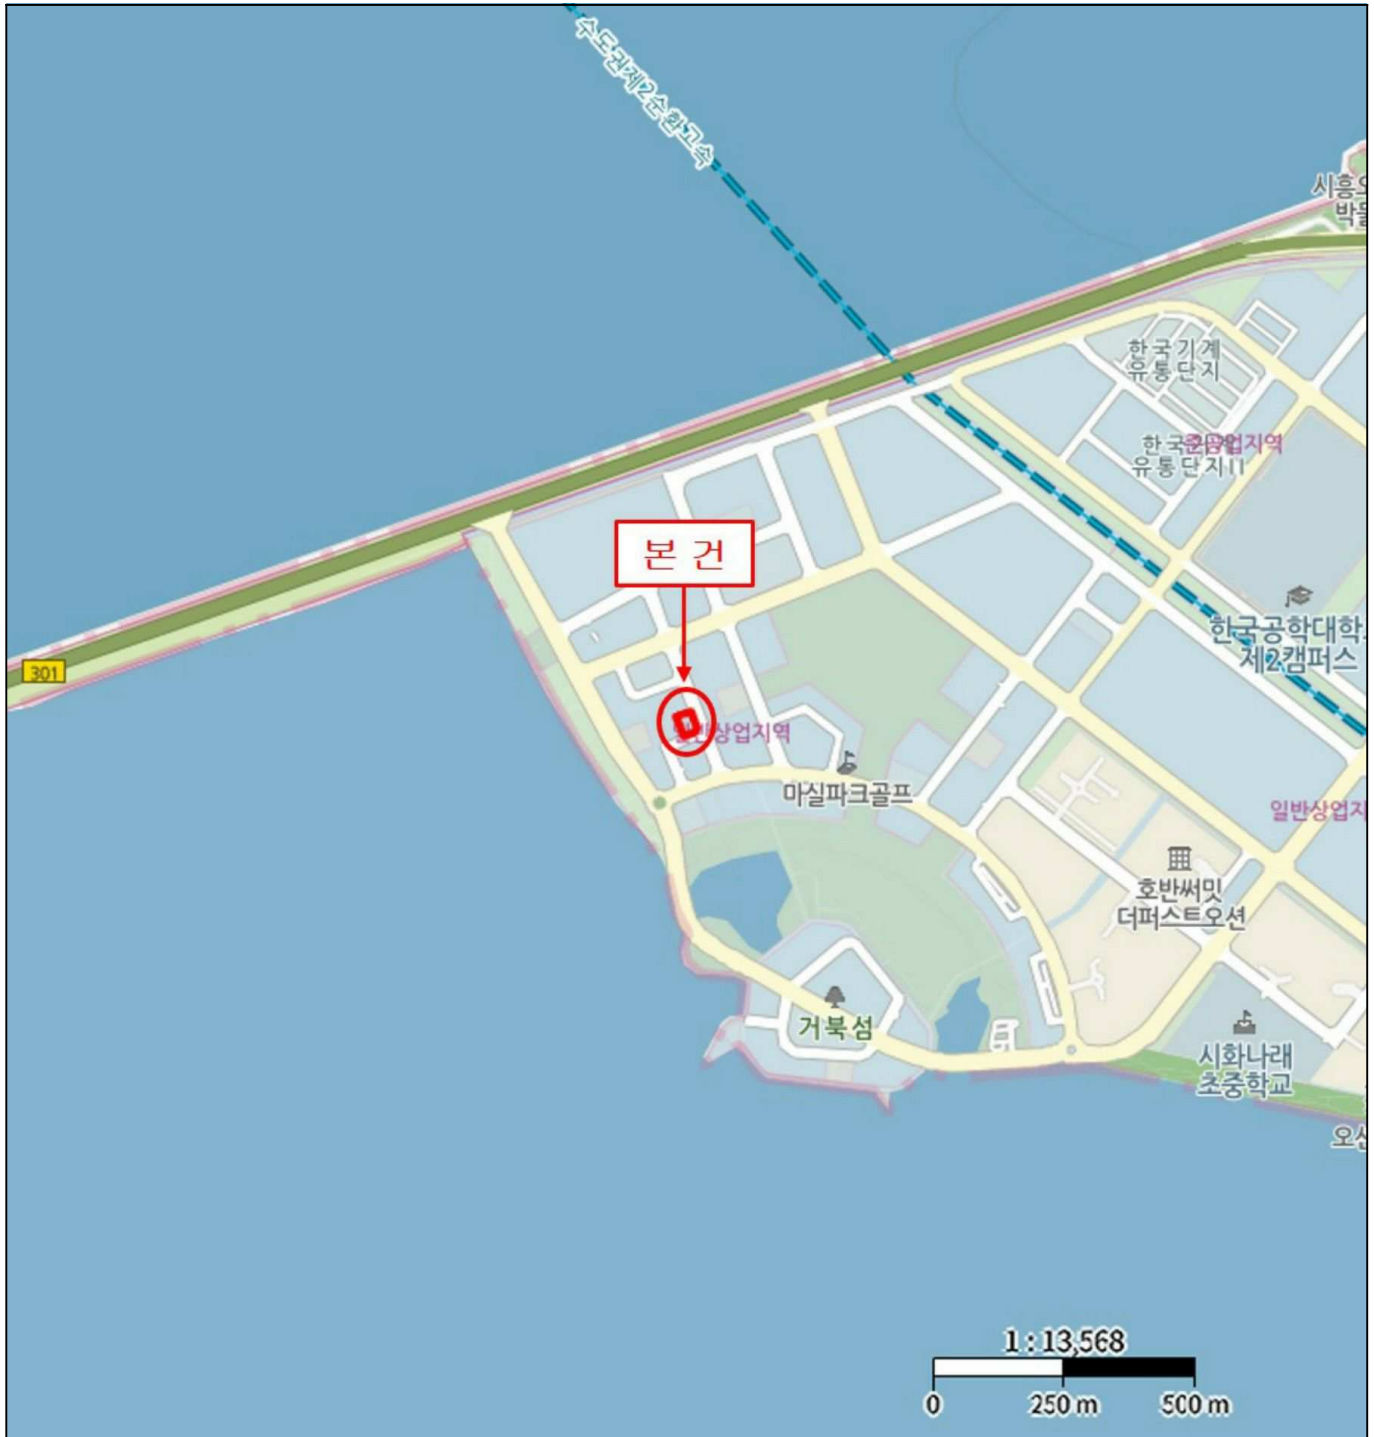 수도권제2순환고속
시흥오
박물
한국기계
유통단지
준공업지역
한국기계
유통단지II
본 건
한국공학대학
제2캠퍼스
301
일반상업지역
마실파크골프
일반상업지
호반써밋
더퍼스트오션
거북섬
시화나래
초중학교
오션
1 : 13,568
0
250 m
500 m